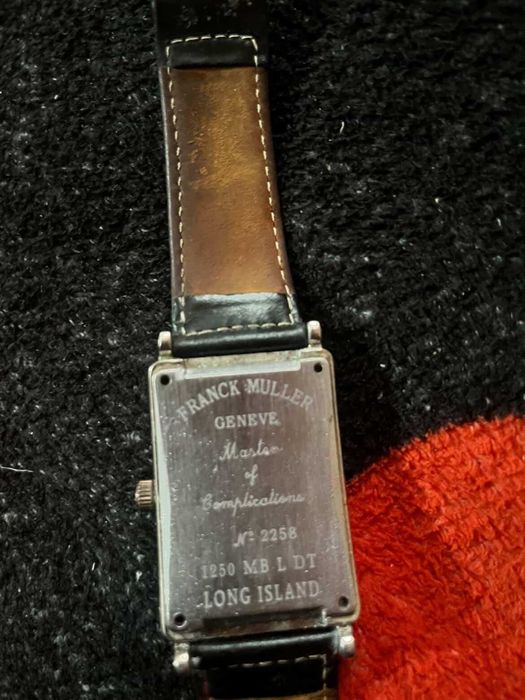 FRANCK MULLER
GENEVE
Master
of
Complications
Nº 2258
1250 MB L DT
LONG ISLAND